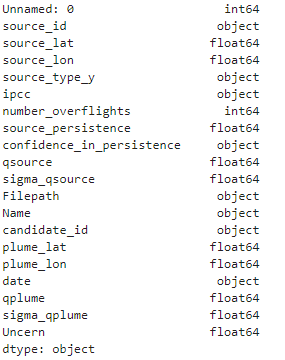 Unnamed: 0 int64
source_id object
source_lat float64
source_lon float64
source_type_y object
ipcc object
number_overflights int64
source_persistence float64
confidence_in_persistence object
qsource float64
sigma_qsource float64
Filepath object
Name object
candidate_id object
plume_lat float64
plume_lon float64
date object
qplume float64
sigma_qplume float64
Uncern float64
dtype: object